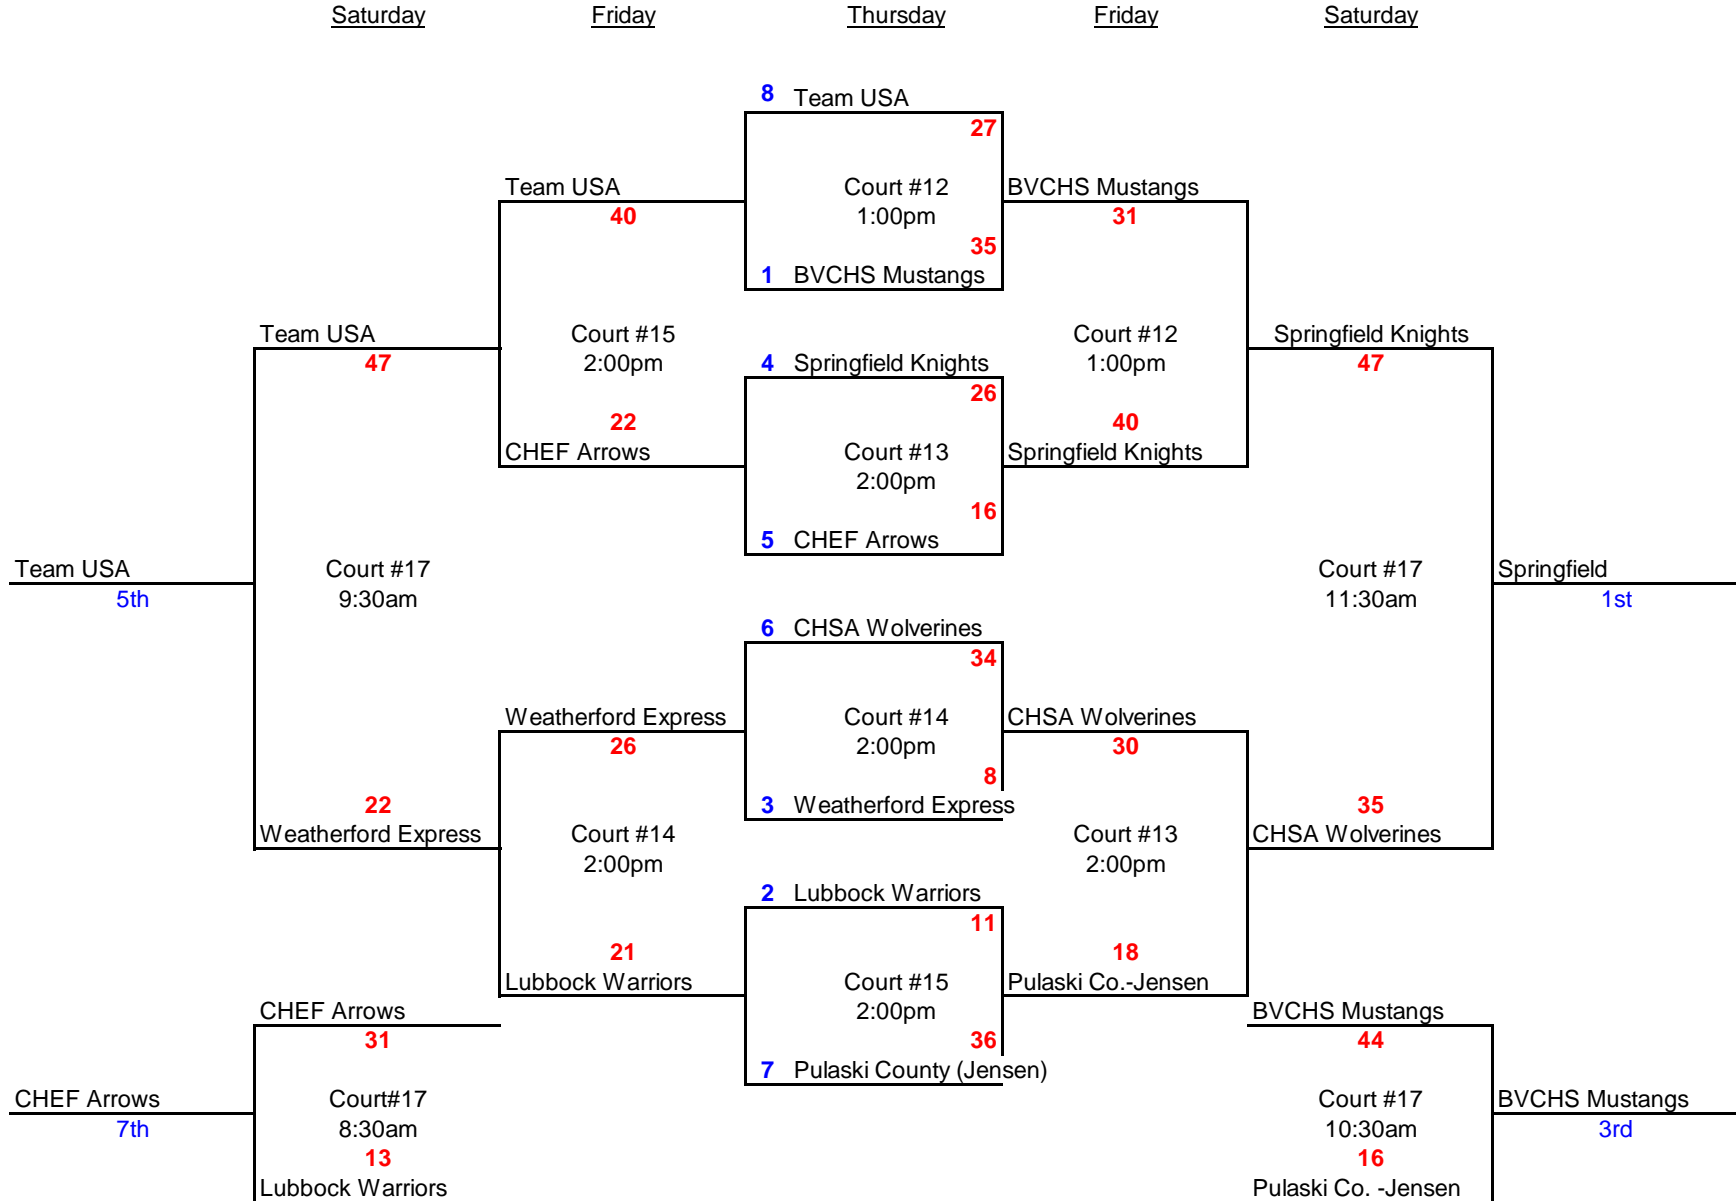 Saturday Friday Thursday Friday Saturday
8 Team USA
27
Team USA Court #12 BVCHS Mustangs
40 1:00pm 31
35
1 BVCHS Mustangs
Team USA Court #15 Court #12 Springfield Knights
47 2:00pm 4 Springfield Knights 1:00pm 47
26
22 40
CHEF Arrows Court #13 Springfield Knights
2:00pm
16
5 CHEF Arrows
Team USA Court #17 Court #17 Springfield
5th 9:30am 11:30am 1st
6 CHSA Wolverines
34
Weatherford Express Court #14 CHSA Wolverines
26 2:00pm 30
8
22 3 Weatherford Express 35
Weatherford Express Court #14 Court #13 CHSA Wolverines
2:00pm 2:00pm
2 Lubbock Warriors
11
21 18
Lubbock Warriors Court #15 Pulaski Co.-Jensen
CHEF Arrows 2:00pm BVCHS Mustangs
31 36 44
7 Pulaski County (Jensen)
CHEF Arrows Court#17 Court #17 BVCHS Mustangs
7th 8:30am 10:30am 3rd
13 16
Lubbock Warriors Pulaski Co. -Jensen